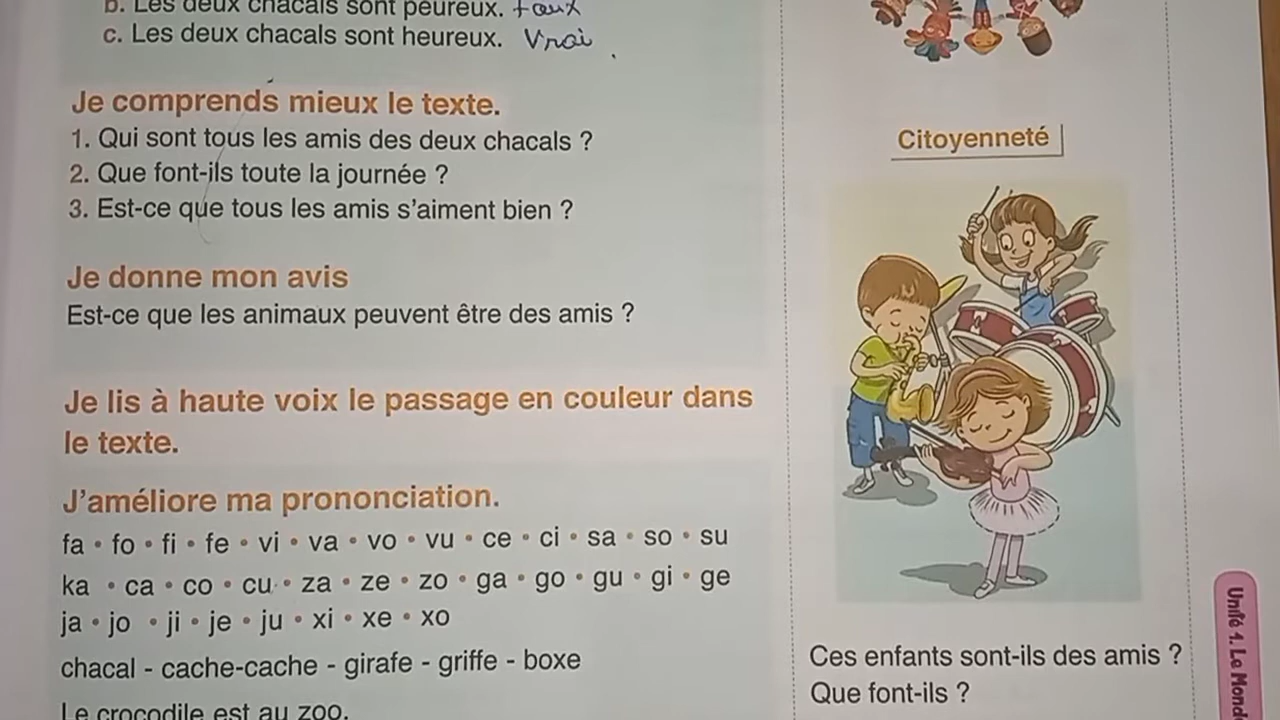 b. Les deux chacals sont peureux. faux
c. Les deux chacals sont heureux. Vrai
Je comprends mieux le texte.
1. Qui sont tous les amis des deux chacals ?
2. Que font-ils toute la journée ?
3. Est-ce que tous les amis s'aiment bien ?
Je donne mon avis
Est-ce que les animaux peuvent être des amis ?
Je lis à haute voix le passage en couleur dans
le texte.
J'améliore ma prononciation.
fa • fo • fi • fe • vi • va • vo • vu • ce • ci • sa • so • su
ka • ca • co • cu • za • ze • zo • ga • go • gu • gi • ge
ja • jo • ji • je • ju • xi • xe • xo
chacal - cache-cache - girafe - griffe - boxe
Le crocodile est au zoo.
Citoyenneté
Ces enfants sont-ils des amis ?
Que font-ils ?
Unité 1. Le Mond